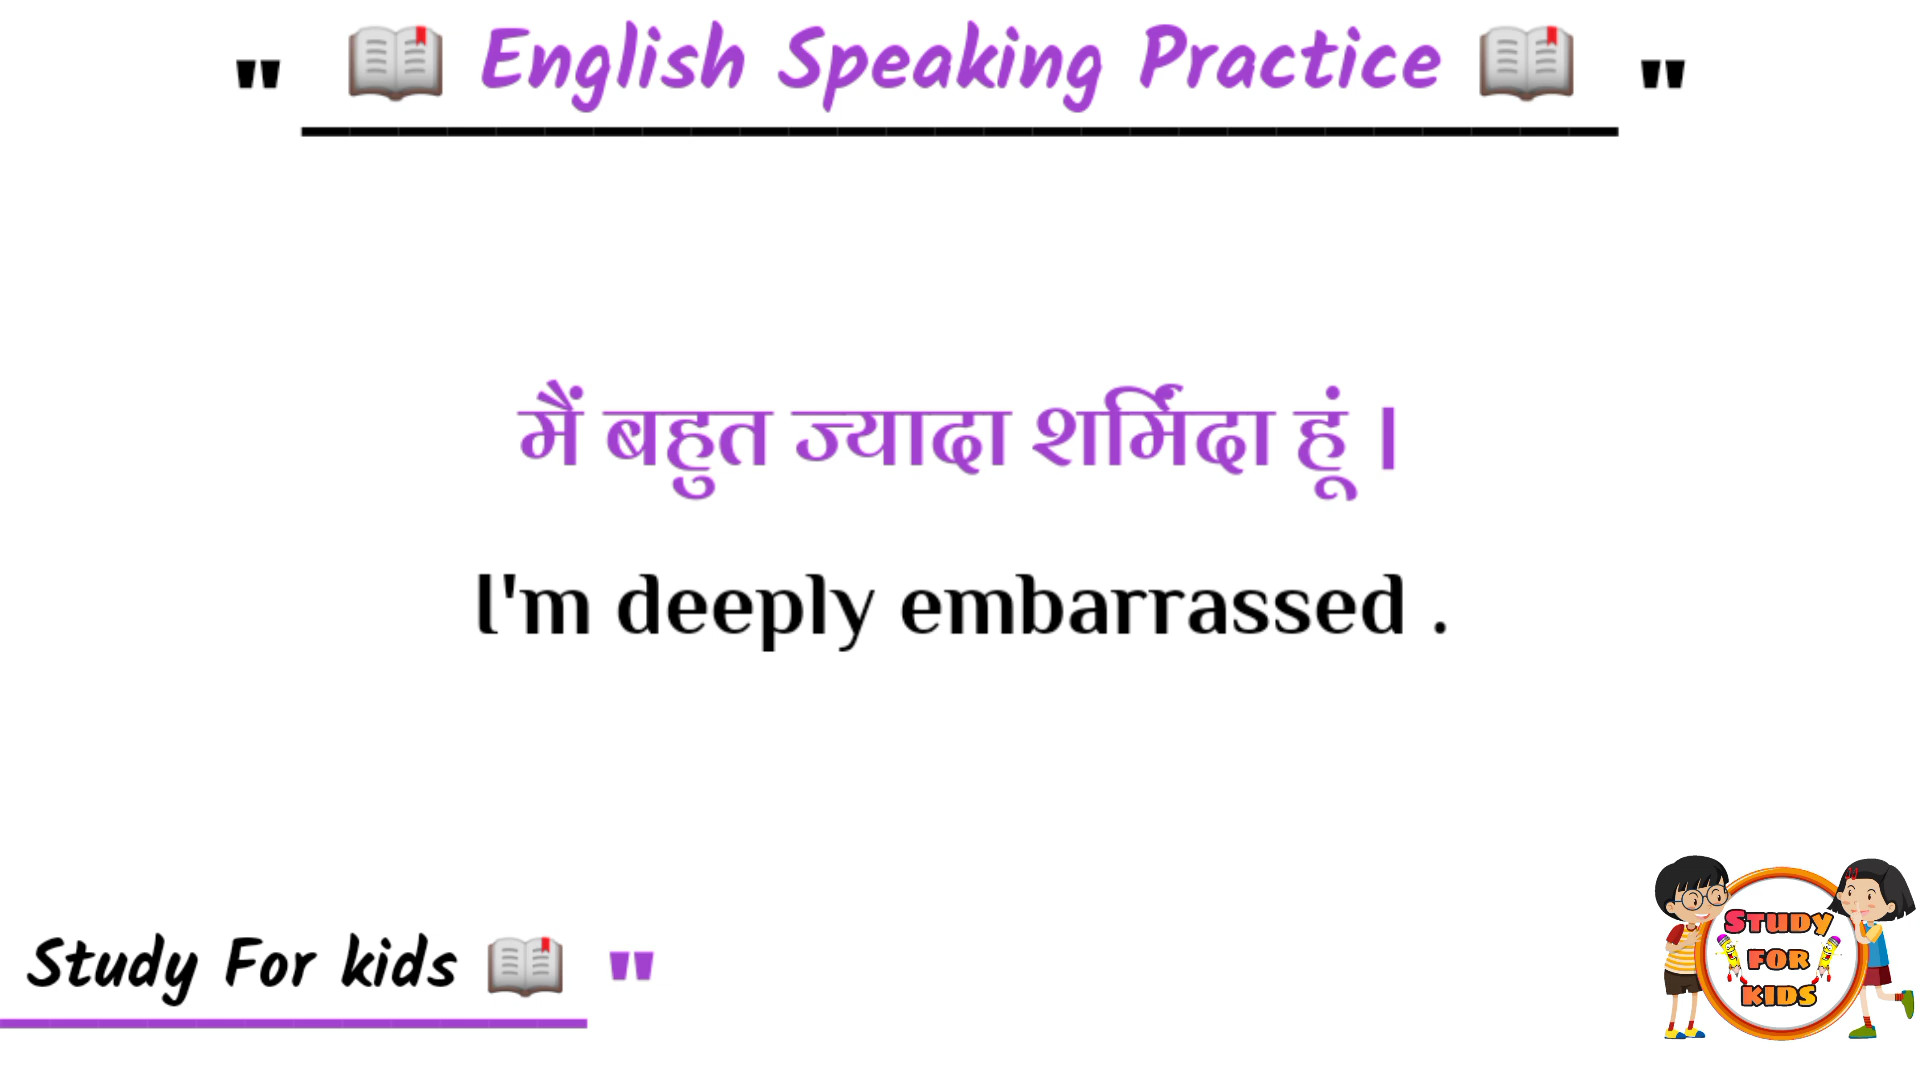 " 📖 English Speaking Practice 📖 "
मैं बहुत ज्यादा शर्मिंदा हूं ।
I'm deeply embarrassed .
Study For kids 📖 "
STUDY
FOR
KIDS